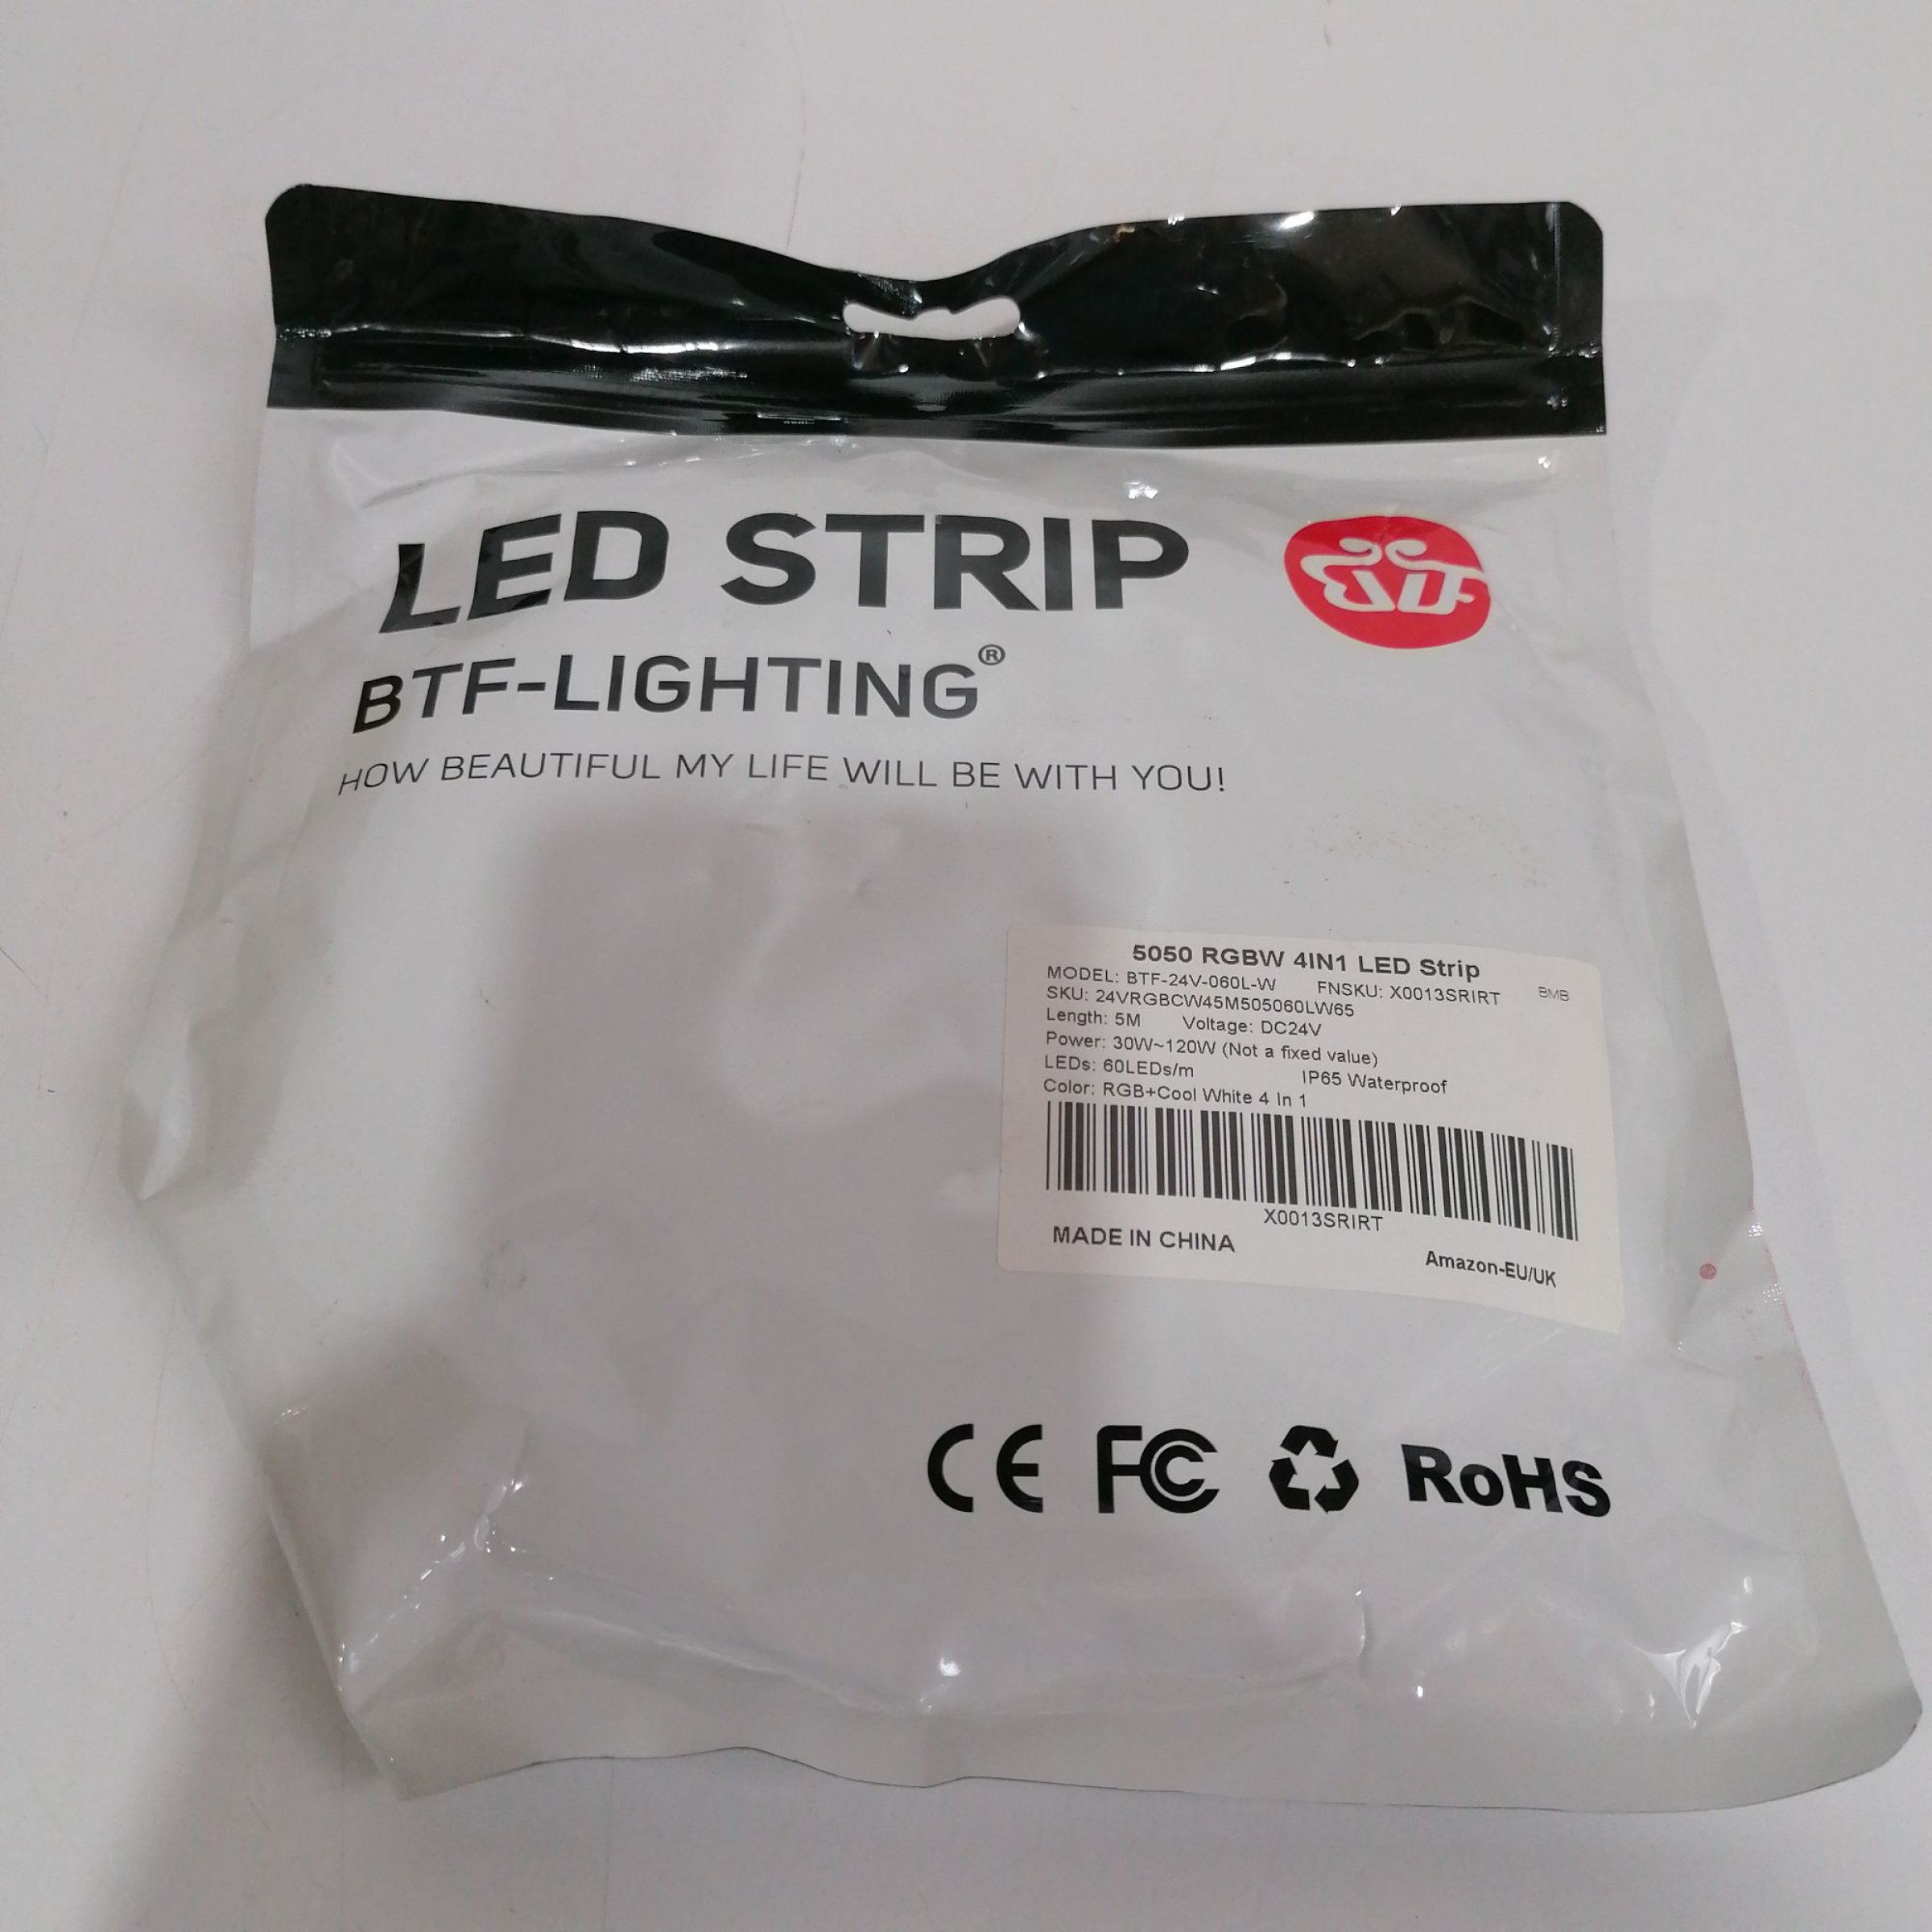 LED STRIP
BTF-LIGHTING®
HOW BEAUTIFUL MY LIFE WILL BE WITH YOU!
5050 RGBW 4IN1 LED Strip
MODEL: BTF-24V-060L-W FNSKU: X0013SRIRT BMB
SKU: 24VRGBCW45M505060LW65
Length: 5M Voltage: DC24V
Power: 30W~120W (Not a fixed value)
LEDs: 60LEDs/m IP65 Waterproof
Color: RGB+Cool White 4 In 1
X0013SRIRT
MADE IN CHINA
Amazon-EU/UK
CE FC RoHS